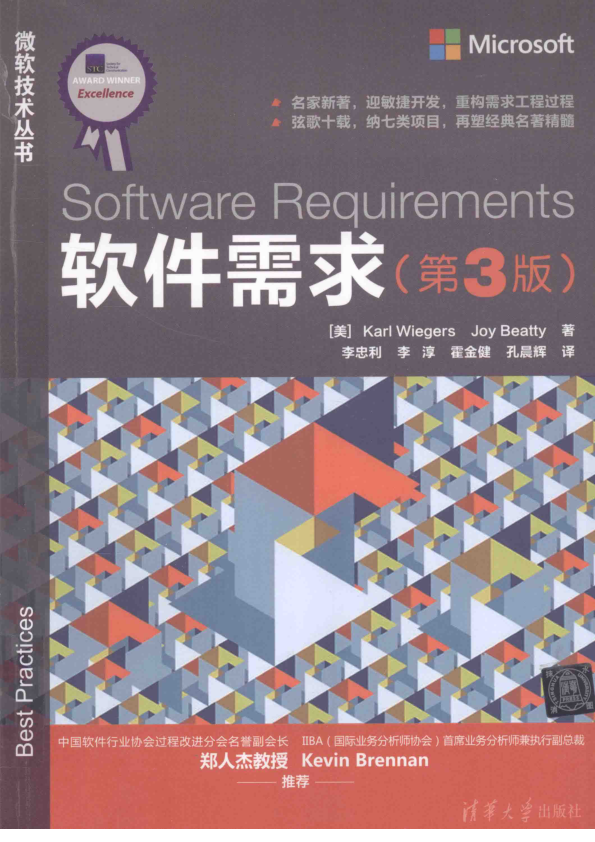 微软技术丛书
STC
AWARD WINNER
Excellence
Microsoft
名家新著，迎敏捷开发，重构需求工程过程
弦歌十载，纳七类项目，再塑经典名著精髓
Software Requirements
软件需求（第3版）
[美] Karl Wiegers Joy Beatty 著
李忠利 李 淳 霍金健 孔晨辉 译
Best Practices
中国软件行业协会过程改进分会名誉副会长 IIBA（国际业务分析师协会）首席业务分析师兼执行副总裁
郑人杰教授 Kevin Brennan
推荐
清华大学出版社